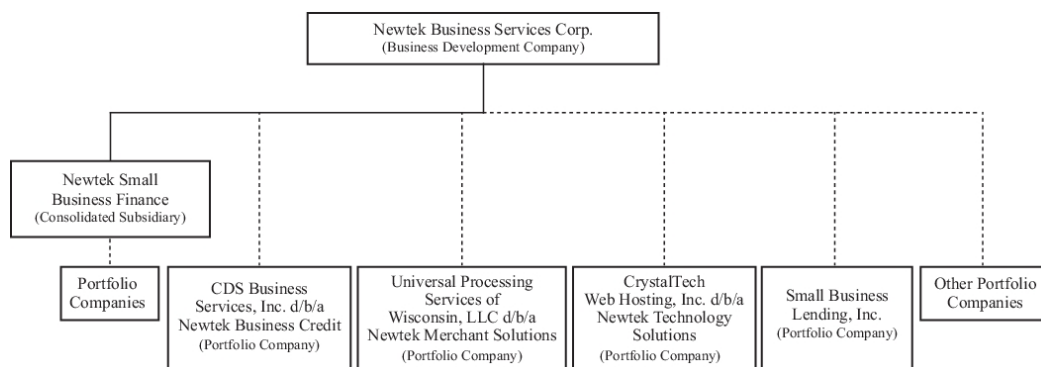 Newtek Business Services Corp.
(Business Development Company)
Newtek Small
Business Finance
(Consolidated Subsidiary)
Portfolio
Companies
CDS Business
Services, Inc. d/b/a
Newtek Business Credit
(Portfolio Company)
Universal Processing
Services of
Wisconsin, LLC d/b/a
Newtek Merchant Solutions
(Portfolio Company)
CrystalTech
Web Hosting, Inc. d/b/a
Newtek Technology
Solutions
(Portfolio Company)
Small Business
Lending, Inc.
(Portfolio Company)
Other Portfolio
Companies